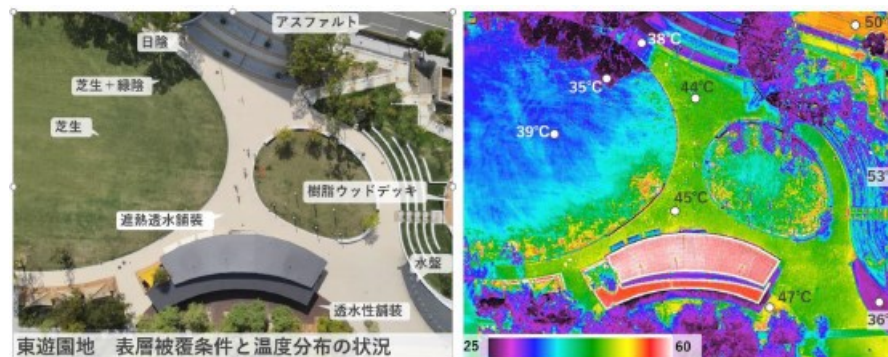 アスファルト
日陰
芝生＋緑陰
芝生
樹脂ウッドデッキ
遮熱透水舗装
水盤
透水性舗装
東遊園地　表層被覆条件と温度分布の状況
50
38℃
35℃
44℃
39℃
53℃
45℃
47℃
36°
25
60